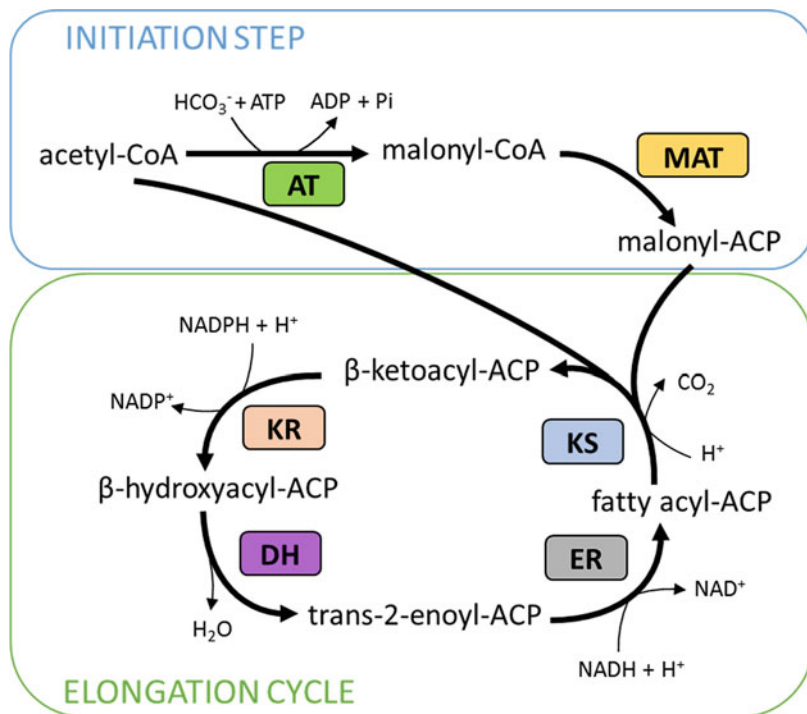 INITIATION STEP
HCO₃⁻ + ATP
ADP + Pi
acetyl-CoA
malonyl-CoA
AT
MAT
malonyl-ACP
NADPH + H⁺
β-ketoacyl-ACP
CO₂
NADP⁺
KR
KS
H⁺
β-hydroxyacyl-ACP
fatty acyl-ACP
DH
ER
trans-2-enoyl-ACP
NAD⁺
H₂O
NADH + H⁺
ELONGATION CYCLE